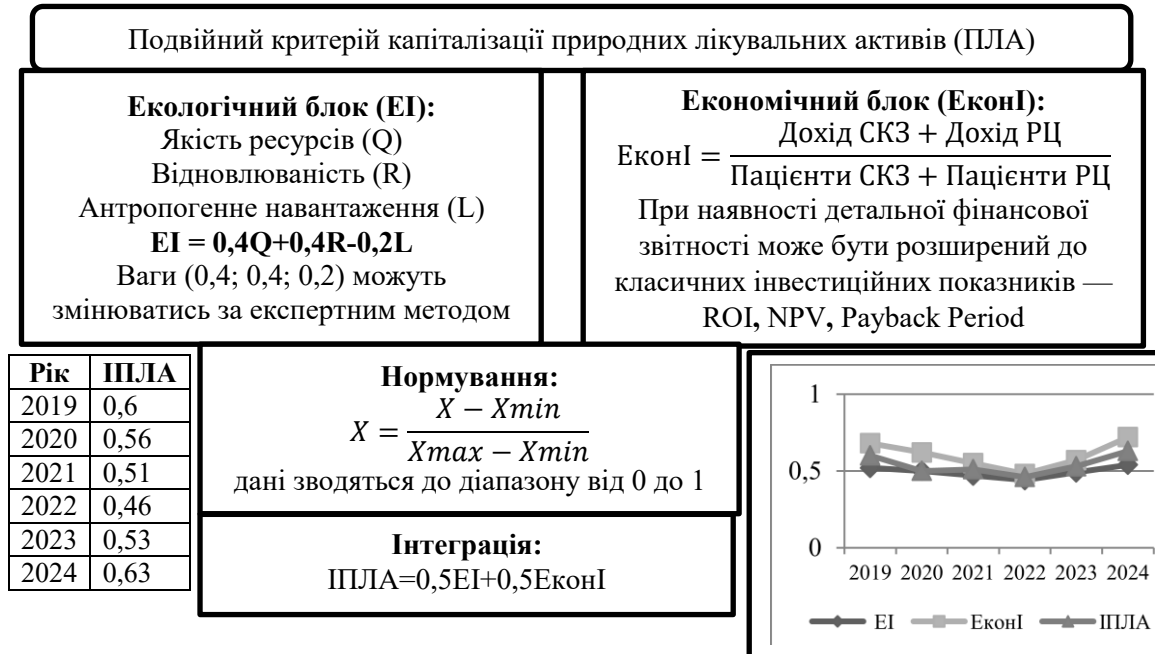 Подвійний критерій капіталізації природних лікувальних активів (ПЛА)
Екологічний блок (ЕІ):
Якість ресурсів (Q)
Відновлюваність (R)
Антропогенне навантаження (L)
EI = 0,4Q+0,4R-0,2L
Ваги (0,4; 0,4; 0,2) можуть
змінюватись за експертним методом
Економічний блок (ЕконІ):
ЕконІ = (Дохід СКЗ + Дохід РЦ) / (Пацієнти СКЗ + Пацієнти РЦ)
При наявності детальної фінансової
звітності може бути розширений до
класичних інвестиційних показників —
ROI, NPV, Payback Period
Рік ІПЛА
2019 0,6
2020 0,56
2021 0,51
2022 0,46
2023 0,53
2024 0,63
Нормування:
X = (X − Xmin) / (Xmax − Xmin)
дані зводяться до діапазону від 0 до 1
Інтеграція:
ІПЛА=0,5ЕІ+0,5ЕконІ
1
0,5
0
2019 2020 2021 2022 2023 2024
ЕІ ЕконІ ІПЛА